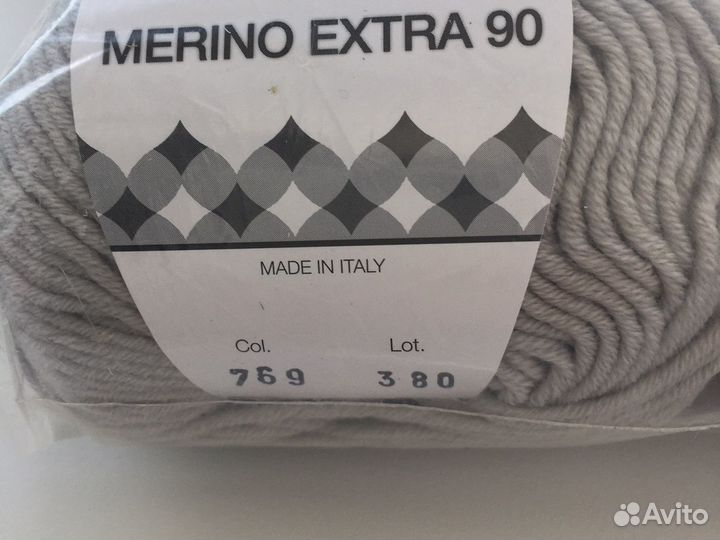 MERINO EXTRA 90
MADE IN ITALY
Col. Lot.
769 380
Avito